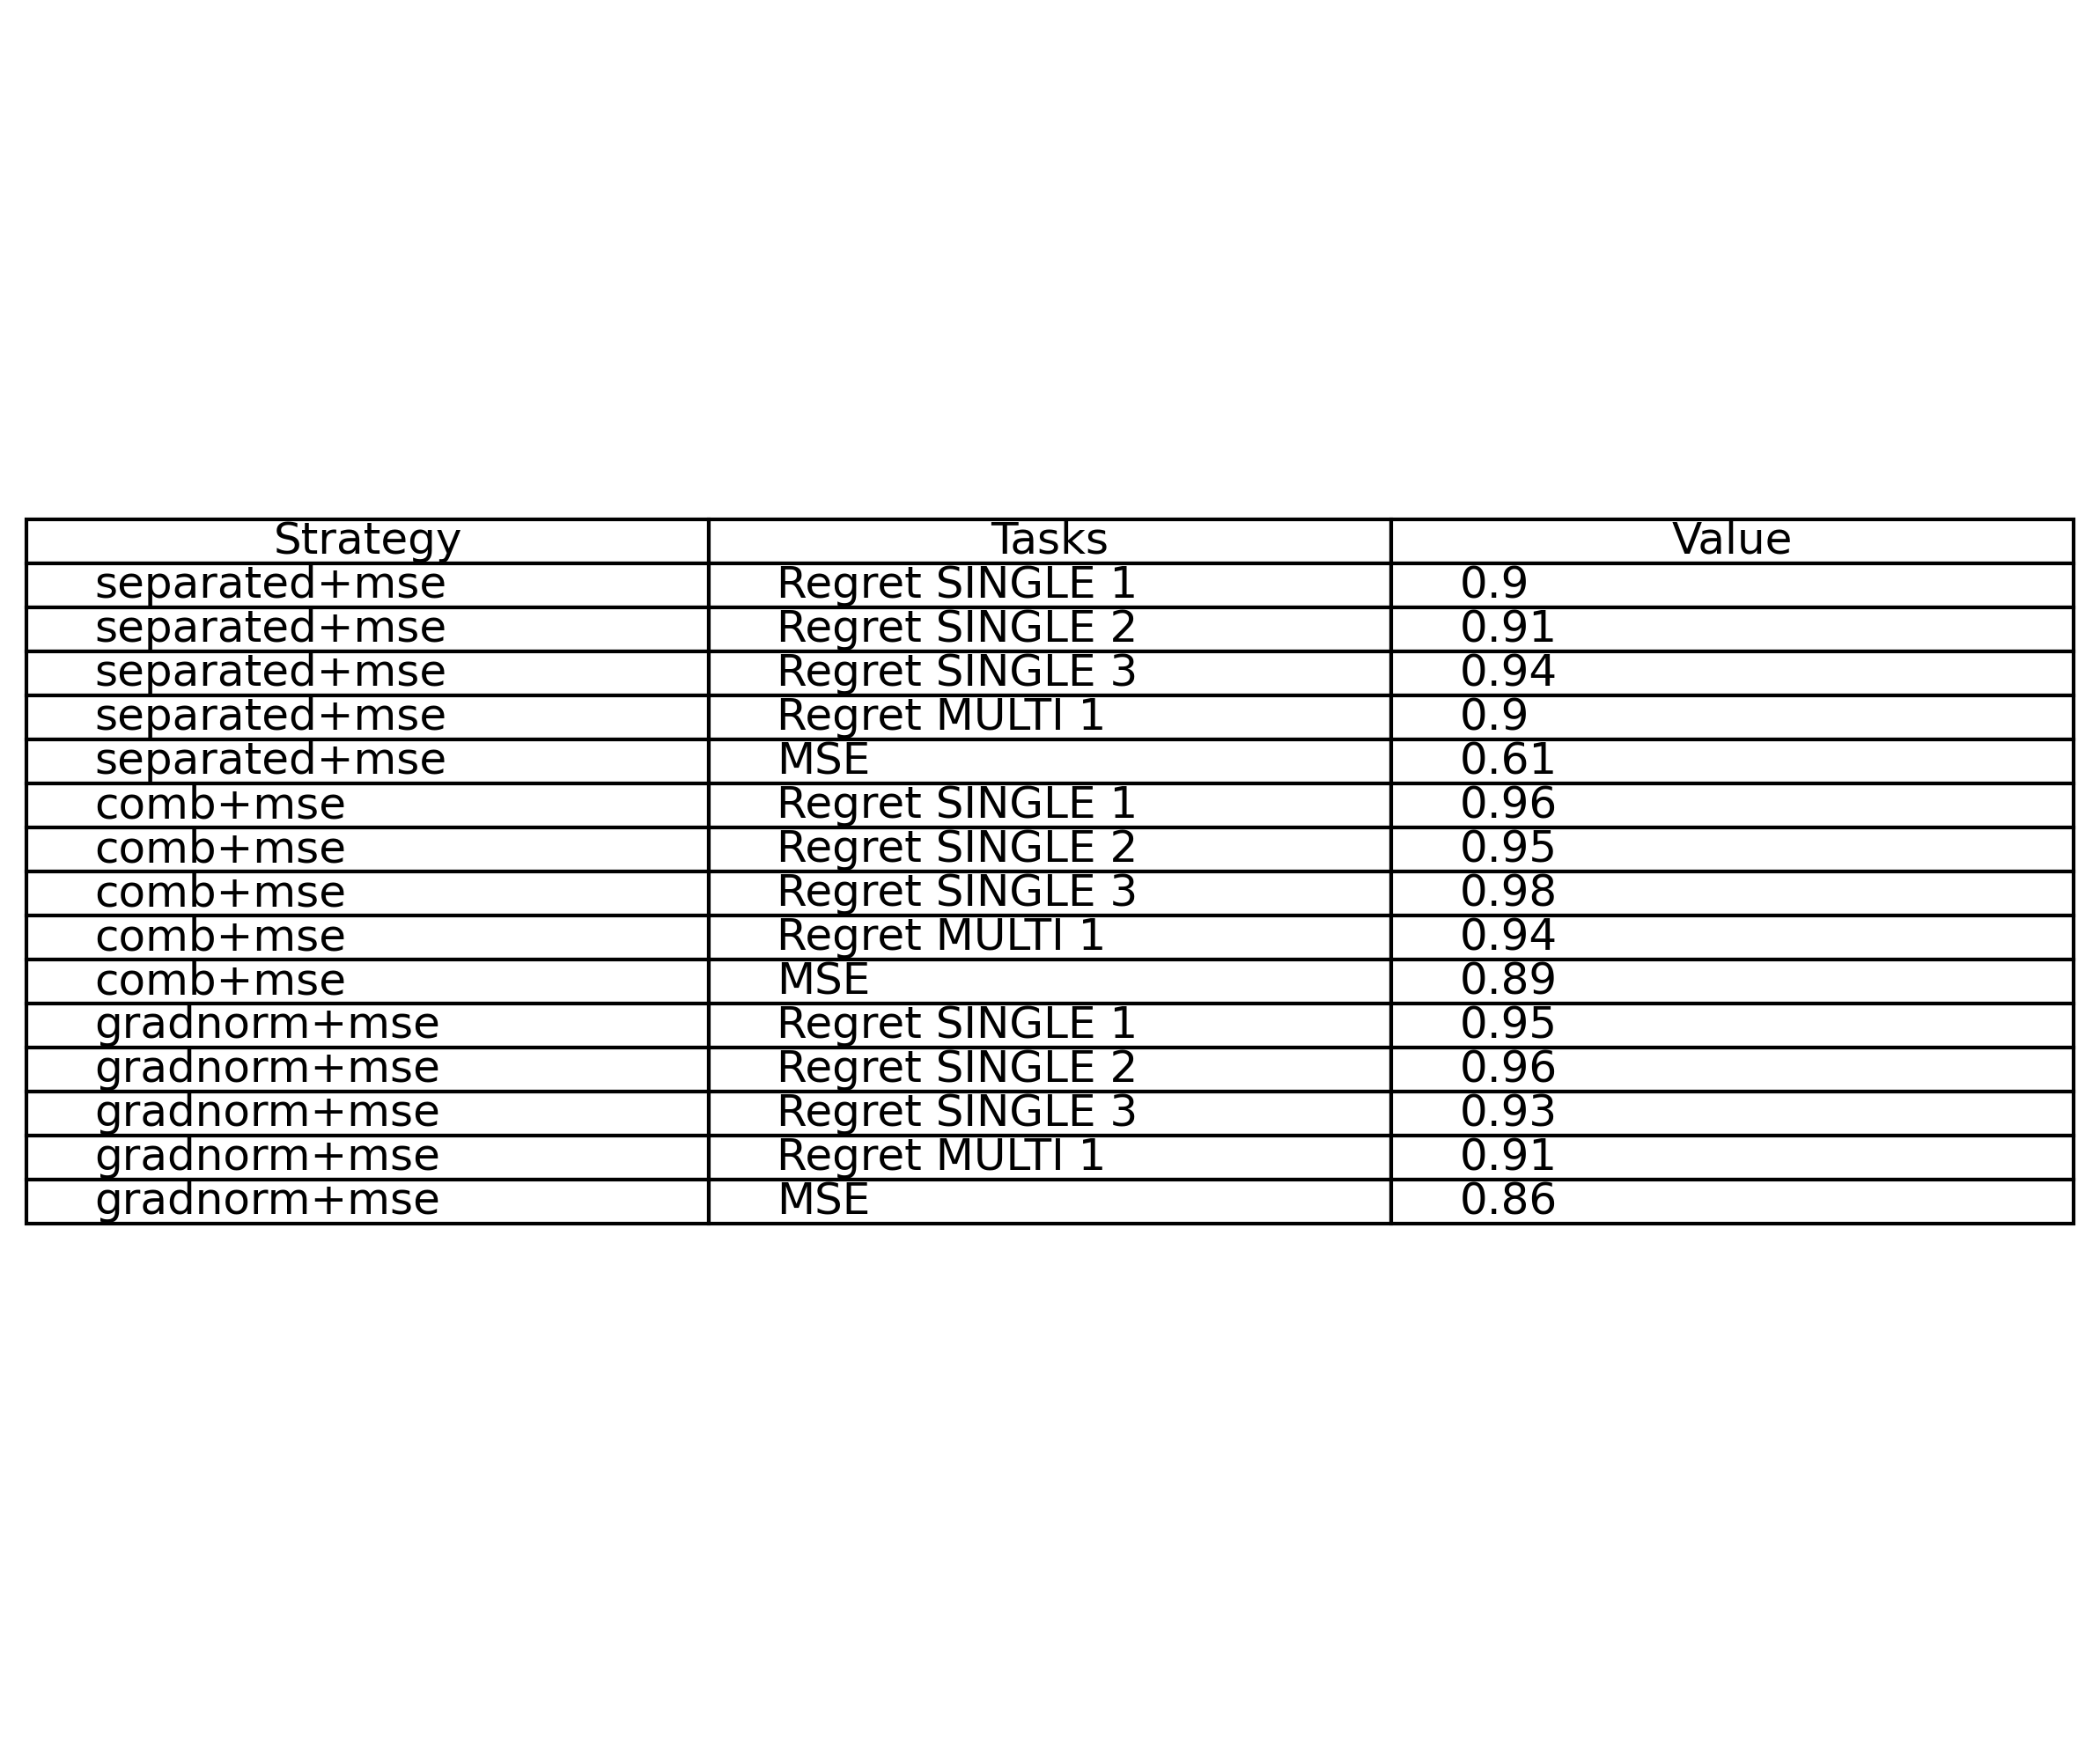 Strategy Tasks Value
separated+mse Regret SINGLE 1 0.9
separated+mse Regret SINGLE 2 0.91
separated+mse Regret SINGLE 3 0.94
separated+mse Regret MULTI 1 0.9
separated+mse MSE 0.61
comb+mse Regret SINGLE 1 0.96
comb+mse Regret SINGLE 2 0.95
comb+mse Regret SINGLE 3 0.98
comb+mse Regret MULTI 1 0.94
comb+mse MSE 0.89
gradnorm+mse Regret SINGLE 1 0.95
gradnorm+mse Regret SINGLE 2 0.96
gradnorm+mse Regret SINGLE 3 0.93
gradnorm+mse Regret MULTI 1 0.91
gradnorm+mse MSE 0.86